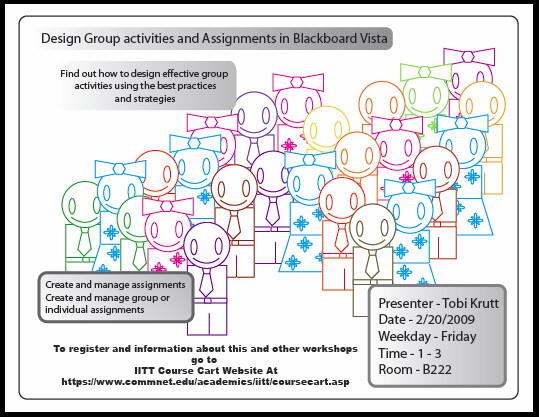 Design Group activities and Assignments in Blackboard Vista
Find out how to design effective group
activities using the best practices
and strategies
Create and manage assignments
Create and manage group or
individual assignments
Presenter - Tobi Krutt
Date - 2/20/2009
Weekday - Friday
Time - 1 - 3
Room - B222
To register and information about this and other workshops
go to
IITT Course Cart Website At
https://www.commnet.edu/academics/iitt/coursecart.asp